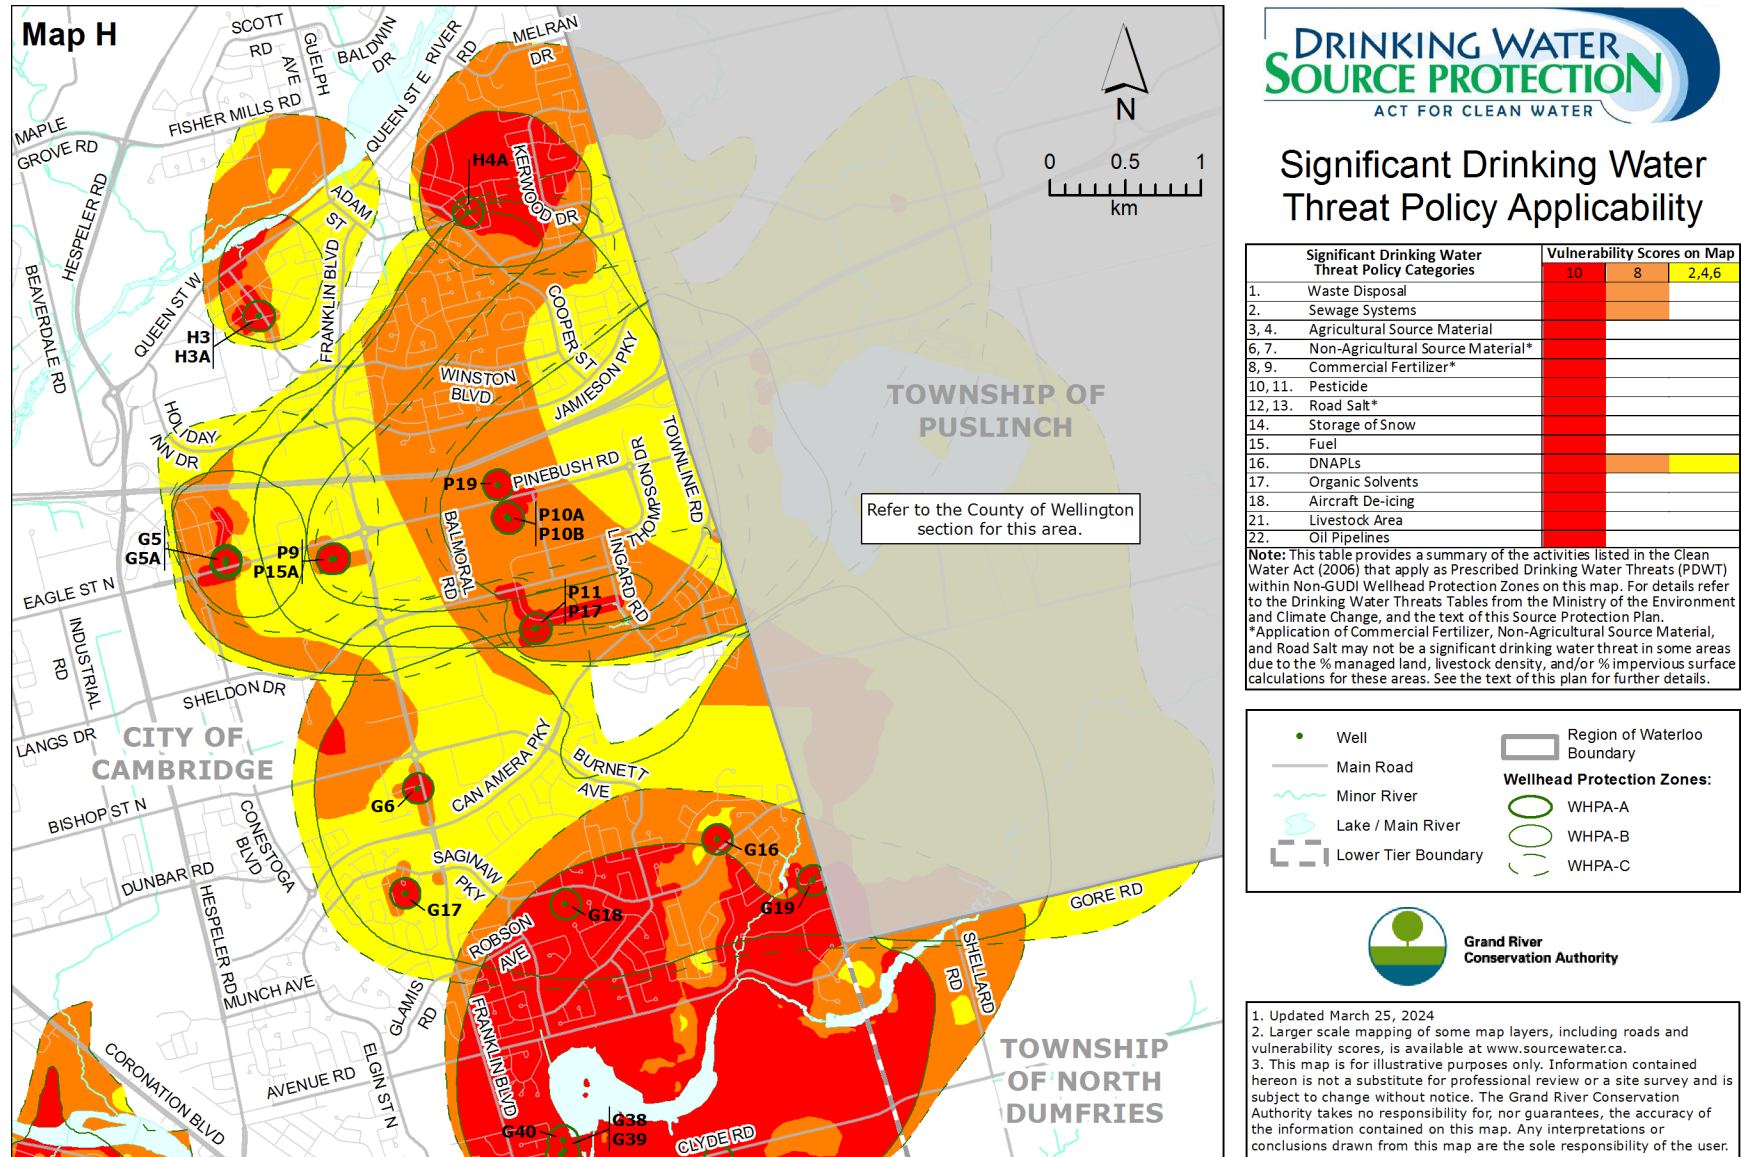 Map H
SCOTT RD
GUELPH AVE
BALDWIN DR
QUEEN ST E
RIVER RD
MELRAN DR
MAPLE GROVE RD
FISHER MILLS RD
HESPELER RD
BEAVERDALE RD
QUEEN ST W
ADAM ST
FRANKLIN BLVD
H4A
KERWOOD DR
H3
H3A
COOPER ST
WINSTON BLVD
JAMIESON PKY
HOLIDAY INN DR
TOWNLINE RD
PINEBUSH RD
THOMPSON DR
P19
P10A
P10B
G5
G5A
P9
P15A
BALMORAL RD
LINGARD RD
P11
P17
EAGLE ST N
INDUSTRIAL RD
SHELDON DR
LANGS DR
CITY OF
CAMBRIDGE
BISHOP ST N
CONESTOGA BLVD
G6
CAN AMERA PKY
BURNETT AVE
DUNBAR RD
HESPELER RD
SAGINAW PKY
G16
G17
G18
G19
ROBSON AVE
GORE RD
SHELLARD RD
MUNCH AVE
GLAMIS RD
FRANKLIN BLVD
CORONATION BLVD
AVENUE RD
ELGIN ST N
G40
G38
G39
CLYDE RD
TOWNSHIP
OF NORTH
DUMFRIES
TOWNSHIP OF
PUSLINCH
Refer to the County of Wellington
section for this area.
N
0 0.5 1
km
DRINKING WATER
SOURCE PROTECTION
ACT FOR CLEAN WATER
Significant Drinking Water
Threat Policy Applicability
Significant Drinking Water
Threat Policy Categories
Vulnerability Scores on Map
10 8 2,4,6
1. Waste Disposal
2. Sewage Systems
3, 4. Agricultural Source Material
6, 7. Non-Agricultural Source Material*
8, 9. Commercial Fertilizer*
10, 11. Pesticide
12, 13. Road Salt*
14. Storage of Snow
15. Fuel
16. DNAPLs
17. Organic Solvents
18. Aircraft De-icing
21. Livestock Area
22. Oil Pipelines
Note: This table provides a summary of the activities listed in the Clean
Water Act (2006) that apply as Prescribed Drinking Water Threats (PDWT)
within Non-GUDI Wellhead Protection Zones on this map. For details refer
to the Drinking Water Threats Tables from the Ministry of the Environment
and Climate Change, and the text of this Source Protection Plan.
*Application of Commercial Fertilizer, Non-Agricultural Source Material,
and Road Salt may not be a significant drinking water threat in some areas
due to the % managed land, livestock density, and/or % impervious surface
calculations for these areas. See the text of this plan for further details.
Well
Main Road
Minor River
Lake / Main River
Lower Tier Boundary
Region of Waterloo
Boundary
Wellhead Protection Zones:
WHPA-A
WHPA-B
WHPA-C
Grand River
Conservation Authority
1. Updated March 25, 2024
2. Larger scale mapping of some map layers, including roads and
vulnerability scores, is available at www.sourcewater.ca.
3. This map is for illustrative purposes only. Information contained
hereon is not a substitute for professional review or a site survey and is
subject to change without notice. The Grand River Conservation
Authority takes no responsibility for, nor guarantees, the accuracy of
the information contained on this map. Any interpretations or
conclusions drawn from this map are the sole responsibility of the user.